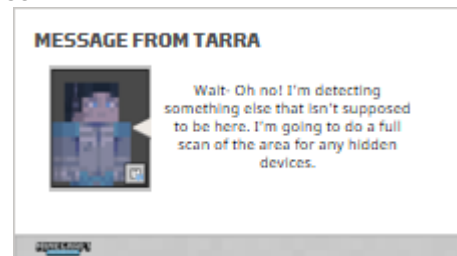 MESSAGE FROM TARRA
Wait- Oh no! I'm detecting
something else that isn't supposed
to be here. I'm going to do a full
scan of the area for any hidden
devices.
MINECRAFT